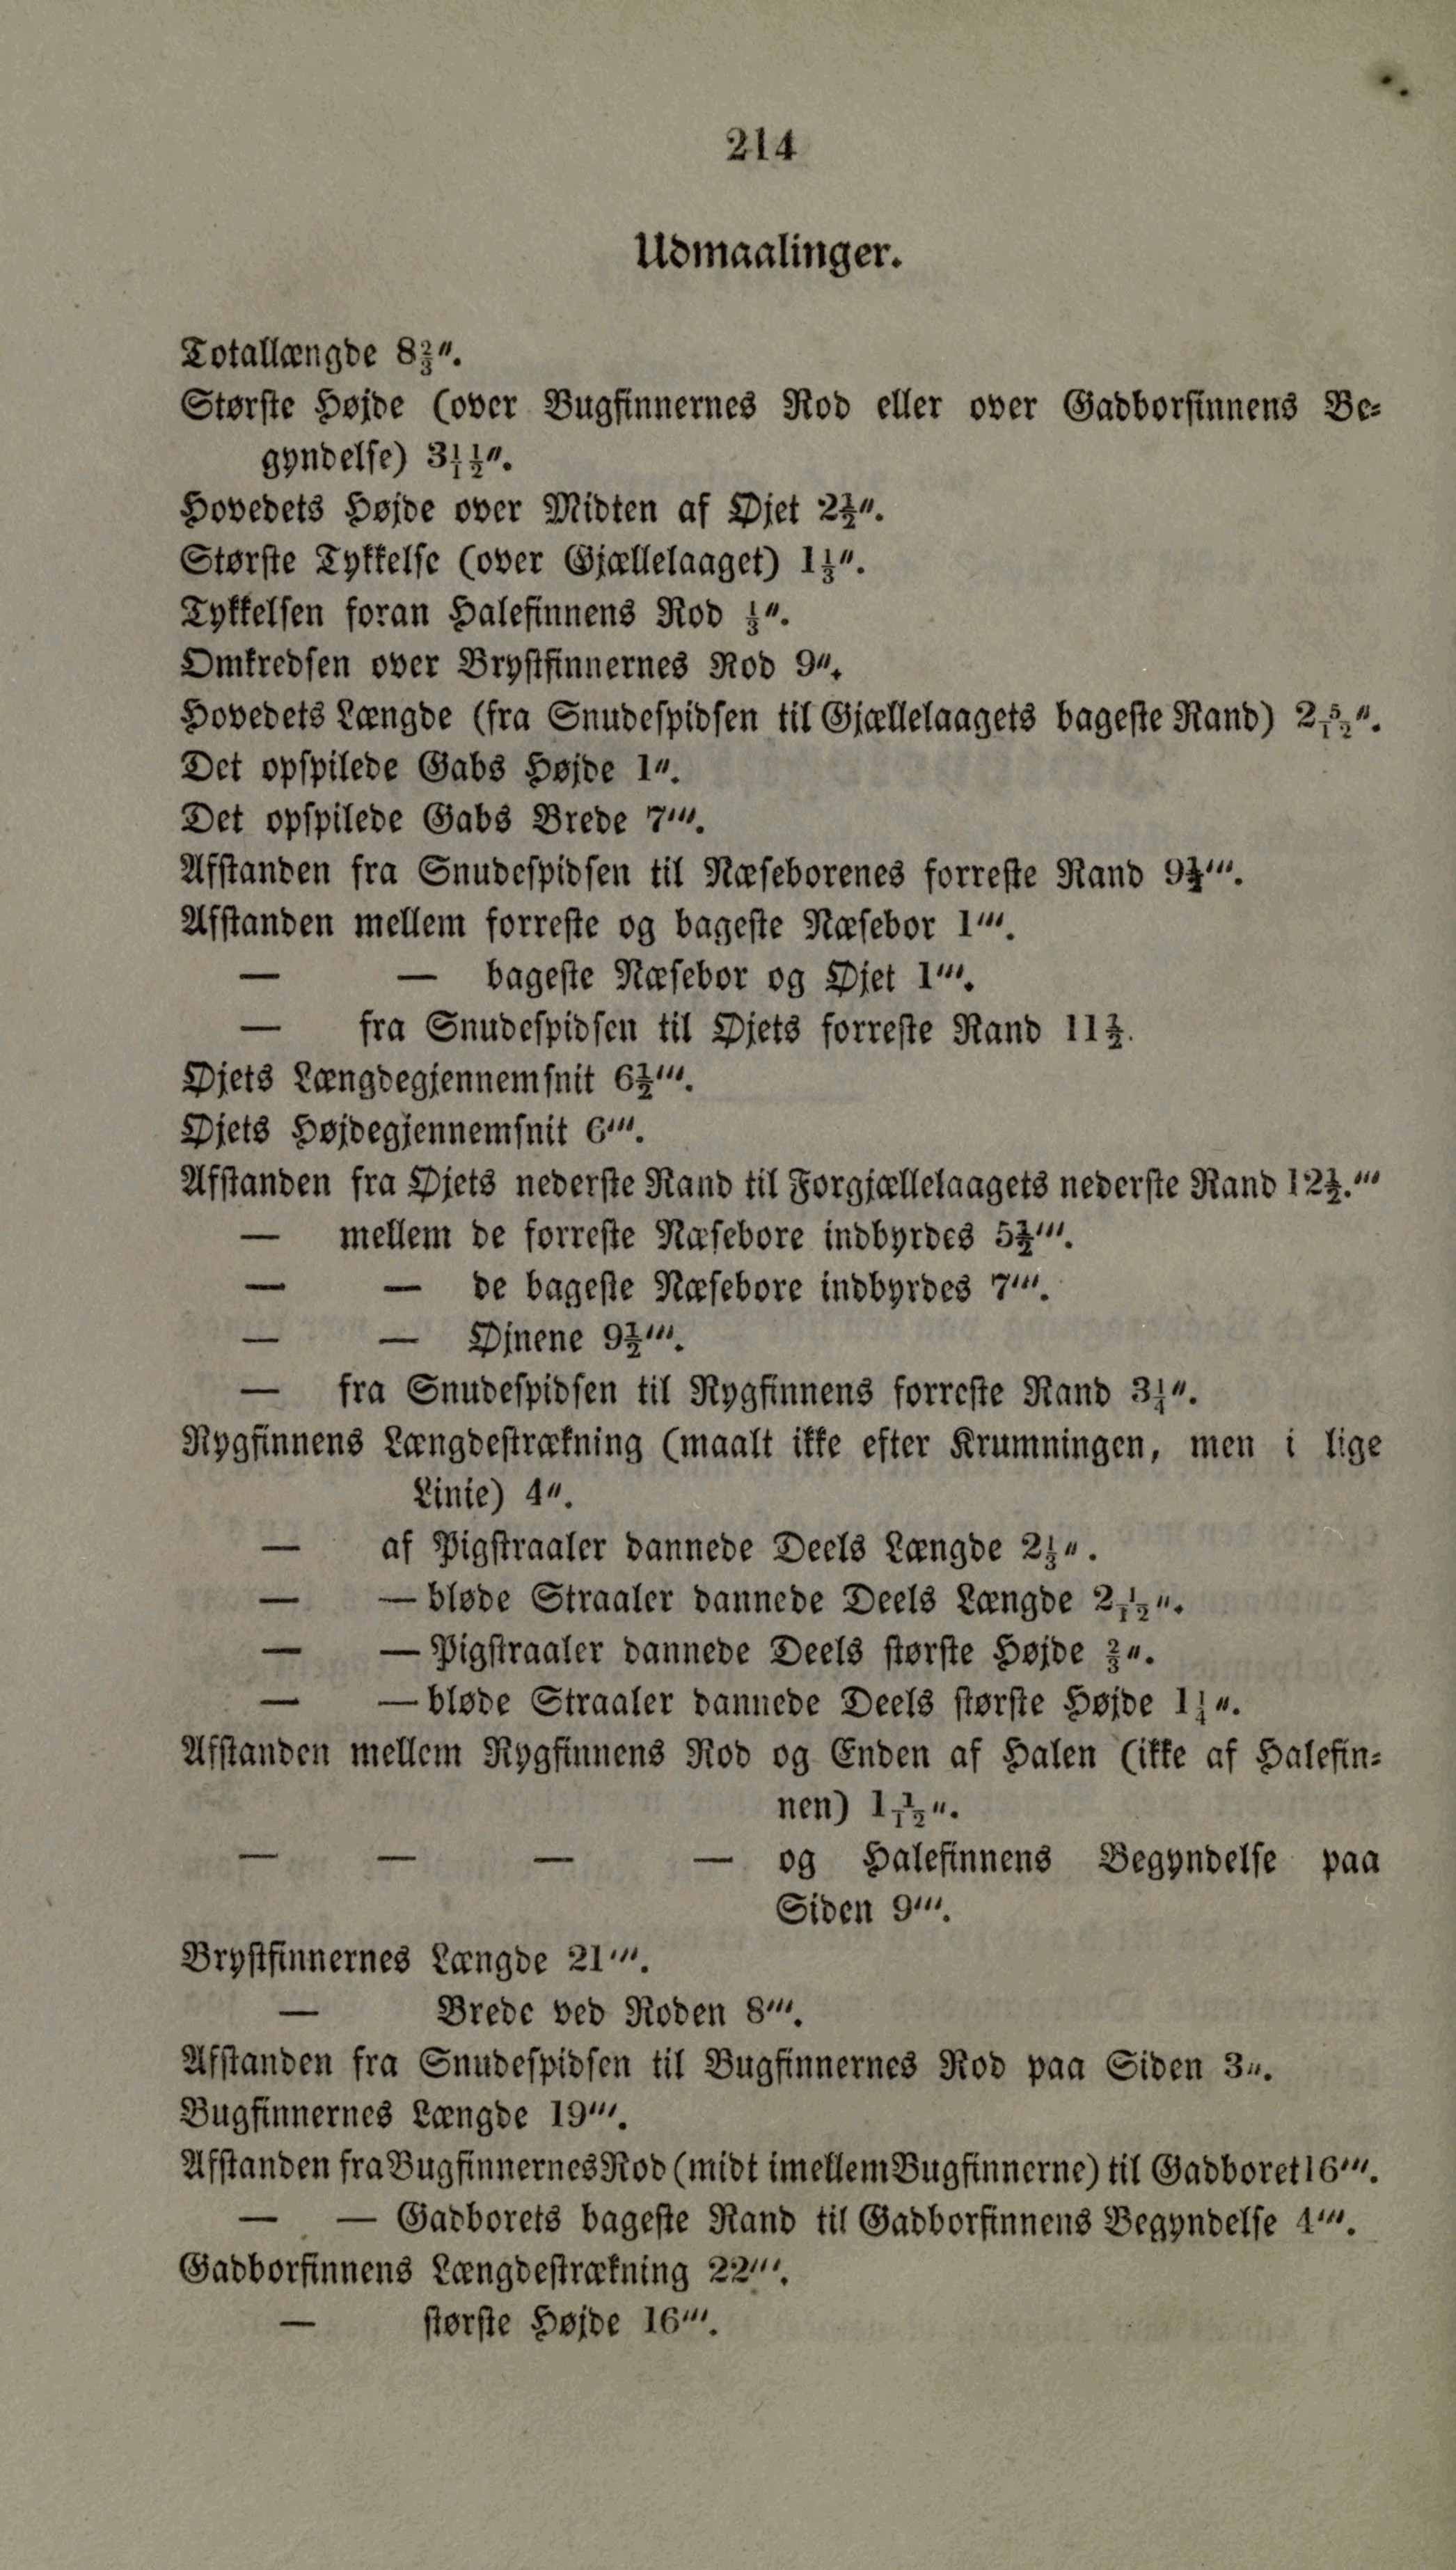 214
Udmaalinger.
Totallængde 8⅔".
Største Højde (over Bugfinnernes Rod eller over Gadborfinnens Be-
gyndelse) 3 1/12".
Hovedets Højde over Midten af Øjet 2½".
Største Tykkelse (over Gjællelaaget) 1⅓".
Tykkelsen foran Halefinnens Rod ⅓".
Omkredsen over Brystfinnernes Rod 9".
Hovedets Længde (fra Snudespidsen til Gjællelaagets bageste Rand) 2 5/12".
Det opspilede Gabs Højde 1".
Det opspilede Gabs Brede 7"'.
Afstanden fra Snudespidsen til Næseborenes forreste Rand 9½"'.
Afstanden mellem forreste og bageste Næsebor 1"'.
— — bageste Næsebor og Øjet 1"'.
— fra Snudespidsen til Øjets forreste Rand 11½.
Øjets Længdegjennemsnit 6½"'.
Øjets Højdegjennemsnit 6"'.
Afstanden fra Øjets nederste Rand til Forgjællelaagets nederste Rand 12½."'
— mellem de forreste Næsebore indbyrdes 5½"'.
— — de bageste Næsebore indbyrdes 7"'.
— — Øjnene 9½"'.
— fra Snudespidsen til Rygfinnens forreste Rand 3¼".
Rygfinnens Længdestrækning (maalt ikke efter Krumningen, men i lige
Linie) 4".
— af Pigstraaler dannede Deels Længde 2⅓".
— — bløde Straaler dannede Deels Længde 2 1/12".
— — Pigstraaler dannede Deels største Højde ⅔".
— — bløde Straaler dannede Deels største Højde 1¼".
Afstanden mellem Rygfinnens Rod og Enden af Halen (ikke af Halefin-
nen) 1 1/12".
— — — — og Halefinnens Begyndelse paa
Siden 9"'.
Brystfinnernes Længde 21"'.
— Brede ved Roden 8"'.
Afstanden fra Snudespidsen til Bugfinnernes Rod paa Siden 3".
Bugfinnernes Længde 19"'.
Afstanden fra Bugfinnernes Rod (midt imellem Bugfinnerne) til Gadboret 16"'.
— — Gadborets bageste Rand til Gadborfinnens Begyndelse 4"'.
Gadborfinnens Længdestrækning 22"'.
— største Højde 16"'.